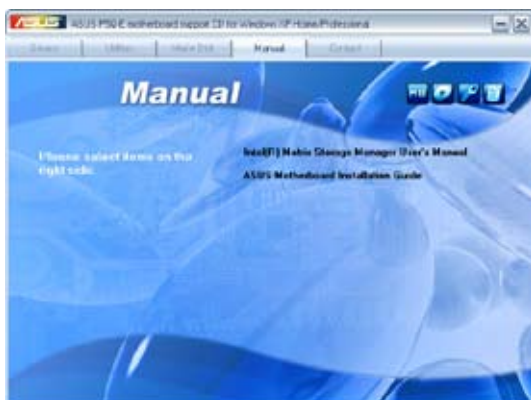 ASUS P5Q-E motherboard support CD for Windows XP Home/Professional
Drivers
Utilities
Make Disk
Manual
Contact
Manual
Please select items on the
right side.
Intel(R) Matrix Storage Manager User's Manual
ASUS Motherboard Installation Guide